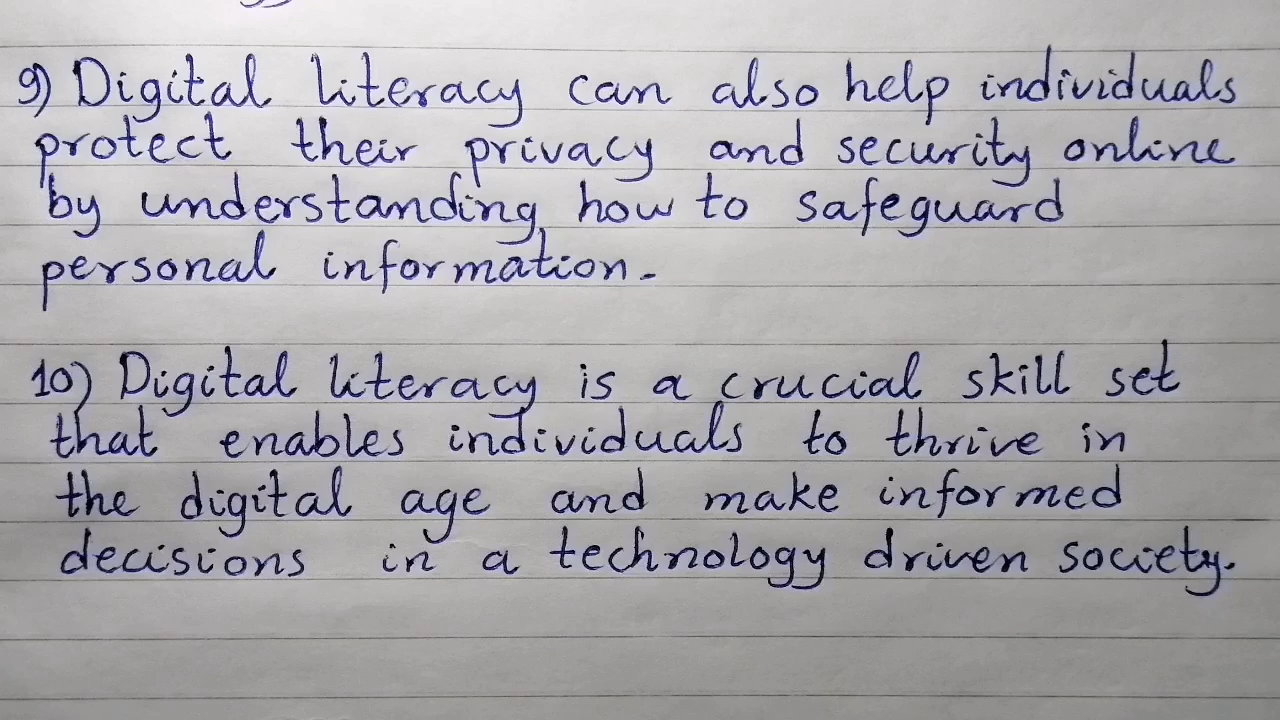 9) Digital literacy can also help individuals
protect their privacy and security online
by understanding how to safeguard
personal information.
10) Digital literacy is a crucial skill set
that enables individuals to thrive in
the digital age and make informed
decisions in a technology driven society.